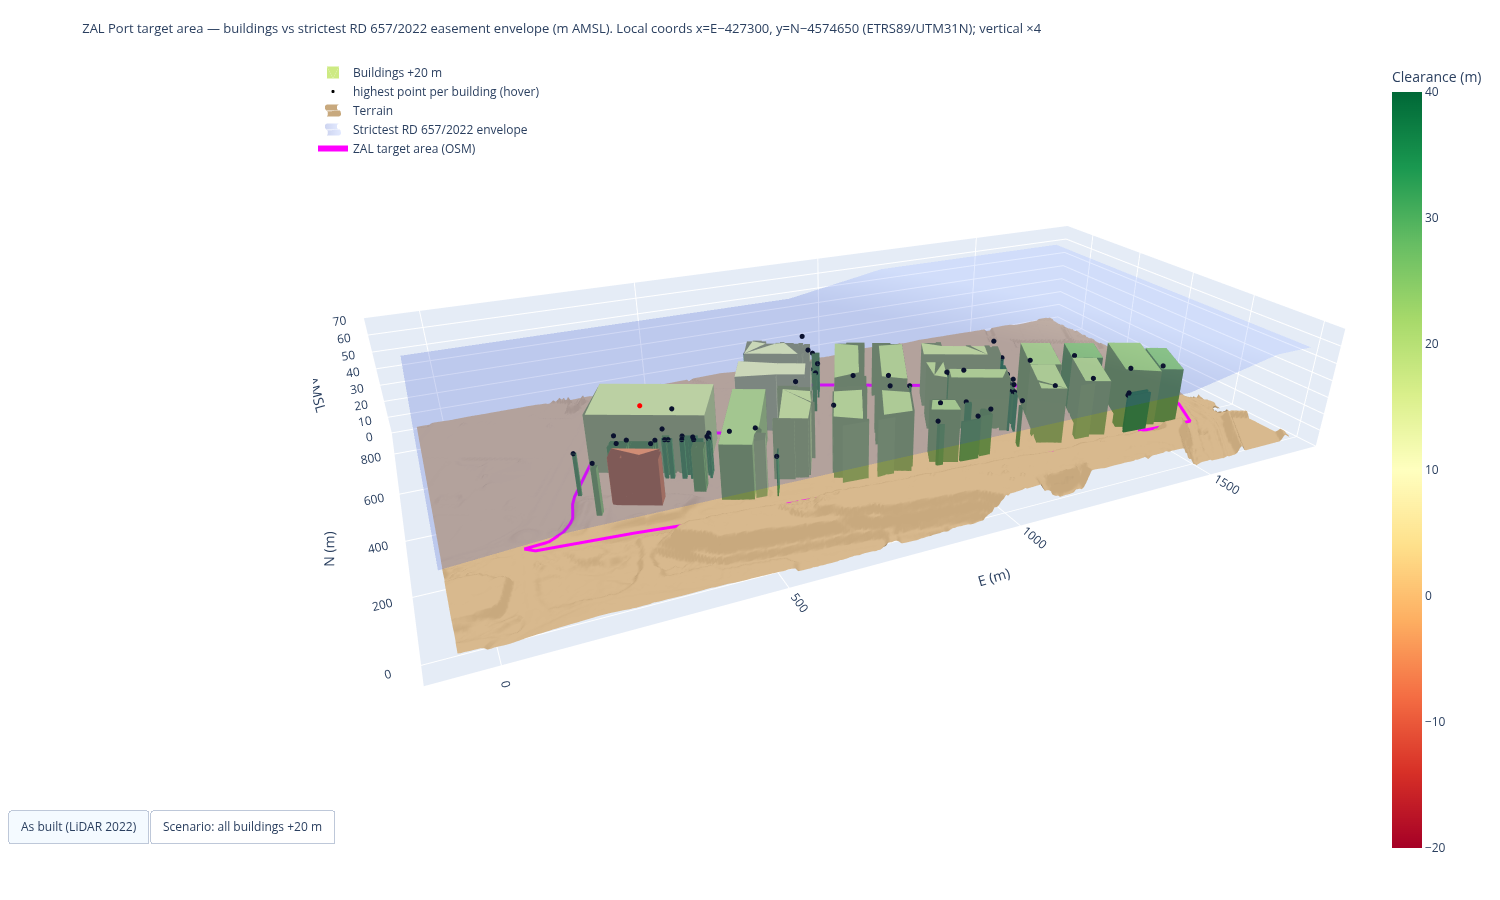 ZAL Port target area — buildings vs strictest RD 657/2022 easement envelope (m AMSL). Local coords x=E−427300, y=N−4574650 (ETRS89/UTM31N); vertical ×4
Buildings +20 m
highest point per building (hover)
Terrain
Strictest RD 657/2022 envelope
ZAL target area (OSM)
Clearance (m)
40
30
20
10
0
−10
−20
70
60
50
40
30
20
10
0
AMSL
800
600
400
200
0
N (m)
0
500
1000
1500
E (m)
As built (LiDAR 2022)
Scenario: all buildings +20 m